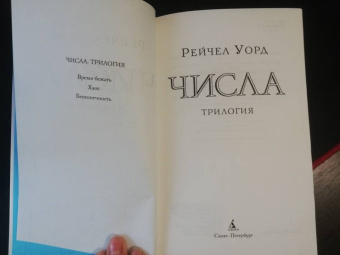 ЧИСЛА. ТРИЛОГИЯ
Время бежать
Хаос
Бесконечность
РЕЙЧЕЛ УОРД
ЧИСЛА
ТРИЛОГИЯ
Санкт-Петербург